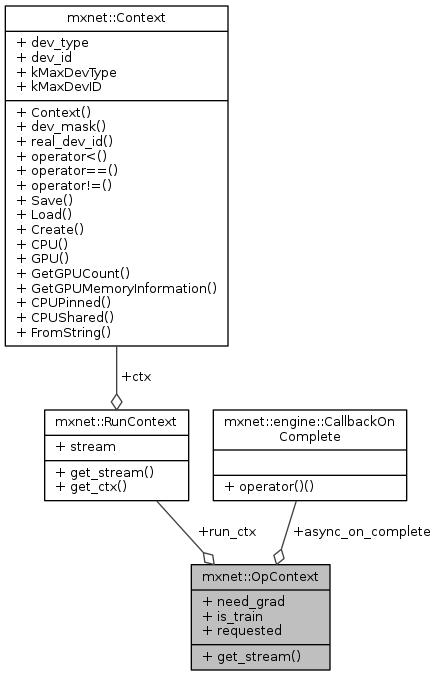 mxnet::Context
+ dev_type
+ dev_id
+ kMaxDevType
+ kMaxDevID
+ Context()
+ dev_mask()
+ real_dev_id()
+ operator<()
+ operator==()
+ operator!=()
+ Save()
+ Load()
+ Create()
+ CPU()
+ GPU()
+ GetGPUCount()
+ GetGPUMemoryInformation()
+ CPUPinned()
+ CPUShared()
+ FromString()
+ctx
mxnet::RunContext
+ stream
+ get_stream()
+ get_ctx()
mxnet::engine::CallbackOn
Complete
+ operator()()
+run_ctx
+async_on_complete
mxnet::OpContext
+ need_grad
+ is_train
+ requested
+ get_stream()